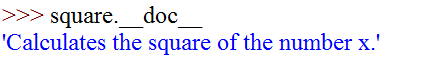 >>> square.__doc__
'Calculates the square of the number x.'